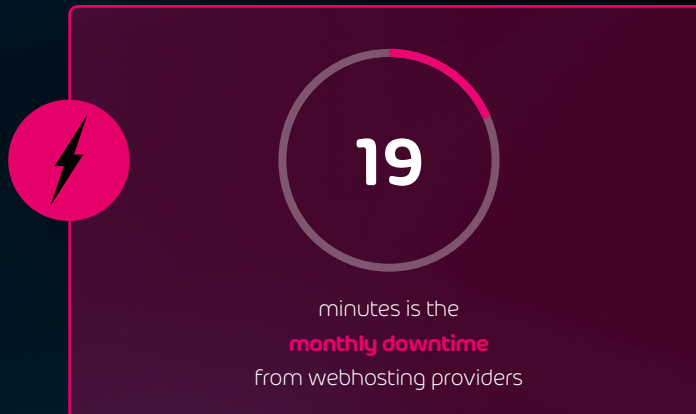 19
minutes is the
monthly downtime
from webhosting providers